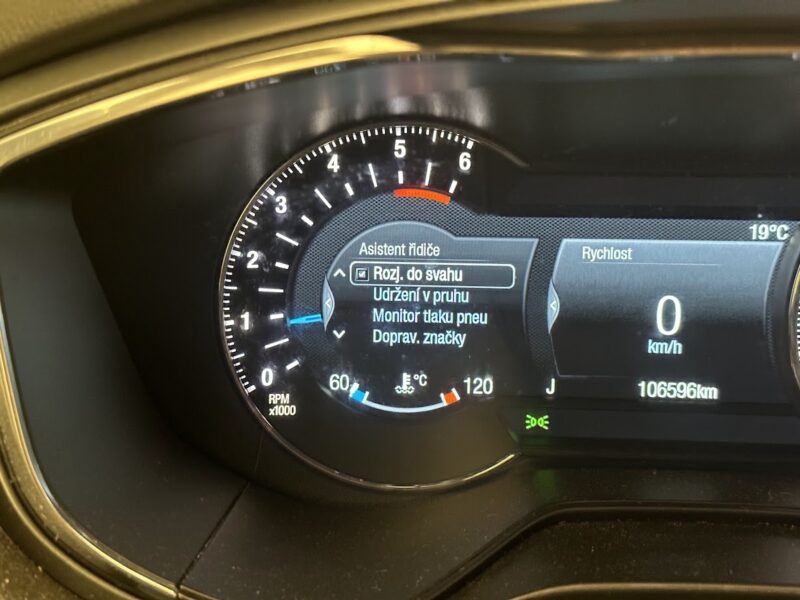 0
1
2
3
4
5
6
RPM
x1000
Asistent řidiče
Rozj. do svahu
Udržení v pruhu
Monitor tlaku pneu
Doprav. značky
60 °C 120
19°C
Rychlost
0
km/h
J 106596km